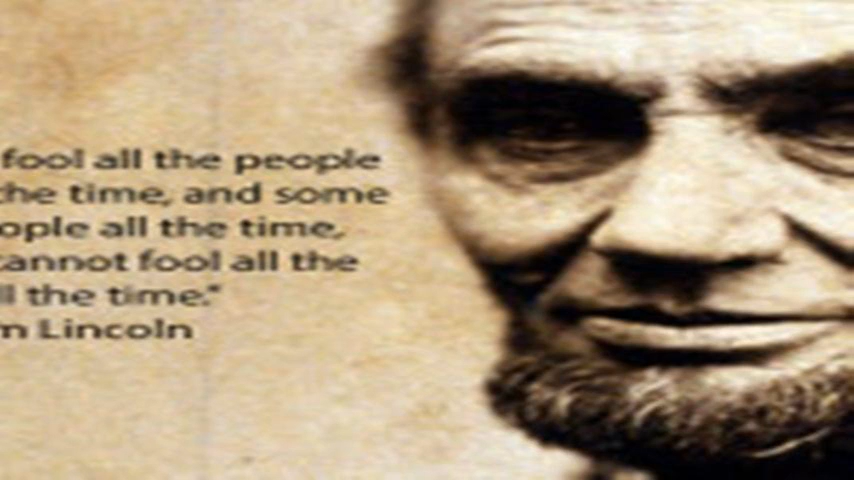 fool all the people
the time, and some
ople all the time,
cannot fool all the
ll the time."
m Lincoln